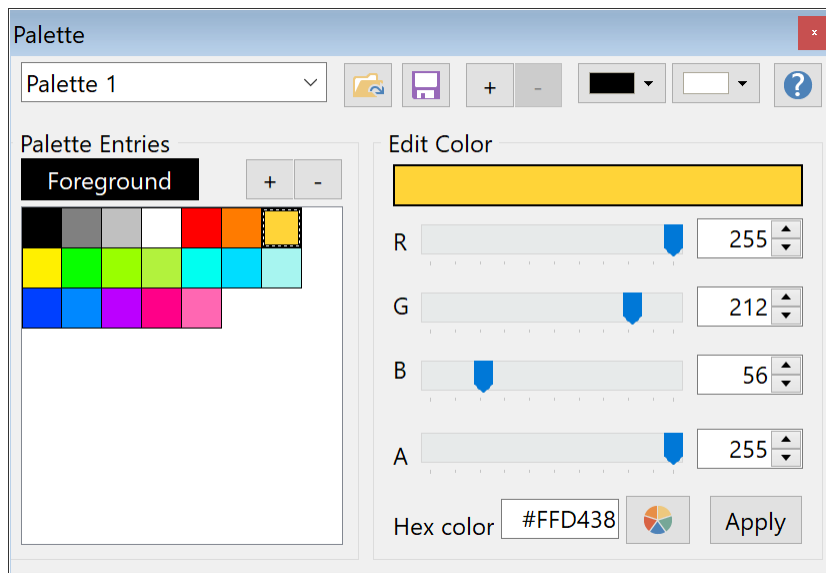 Palette
x
Palette 1
+
-
?
Palette Entries
Foreground
+
-
Edit Color
R
255
G
212
B
56
A
255
Hex color
#FFD438
Apply